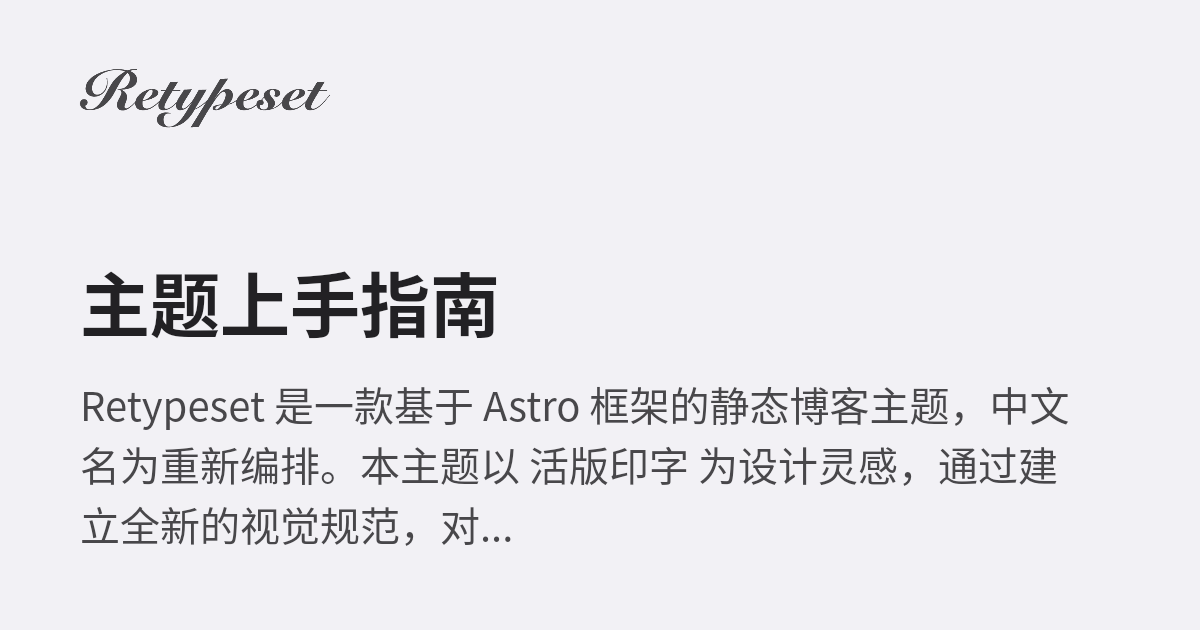 Retypeset
主题上手指南
Retypeset 是一款基于 Astro 框架的静态博客主题，中文
名为重新编排。本主题以 活版印字 为设计灵感，通过建
立全新的视觉规范，对...